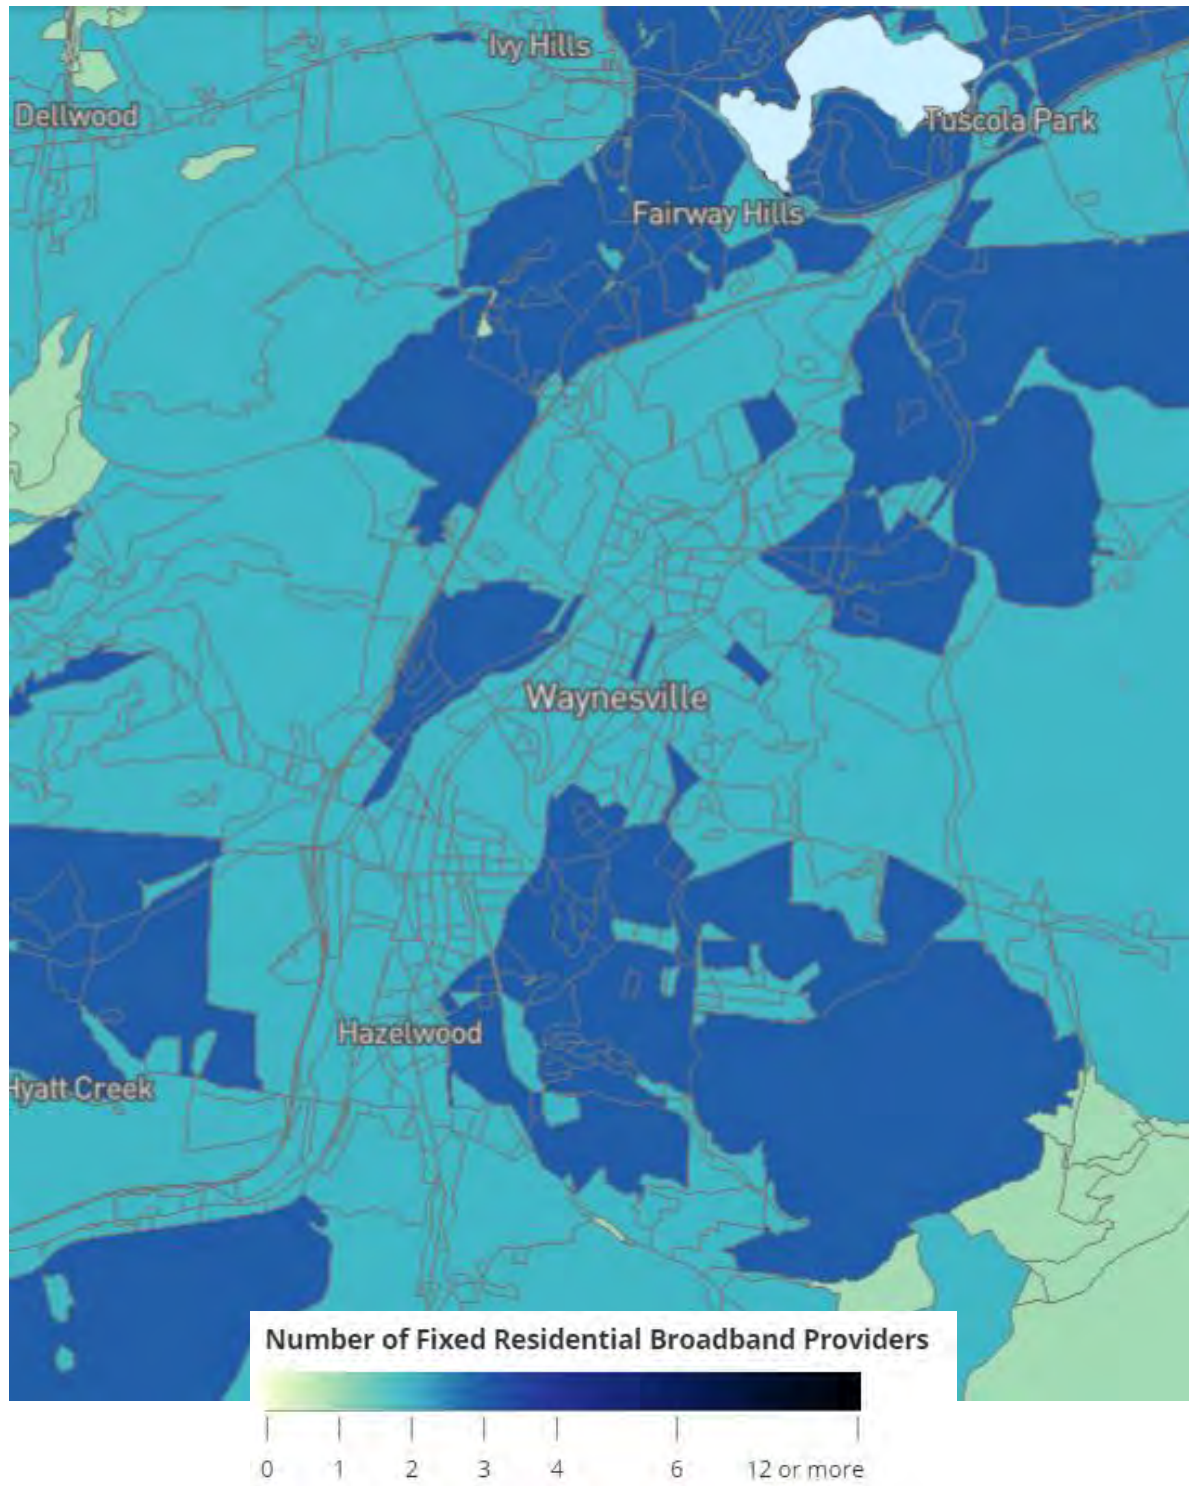 Ivy Hills
Dellwood
Tuscola Park
Fairway Hills
Waynesville
Hazelwood
Hyatt Creek
Number of Fixed Residential Broadband Providers
0 1 2 3 4 6 12 or more